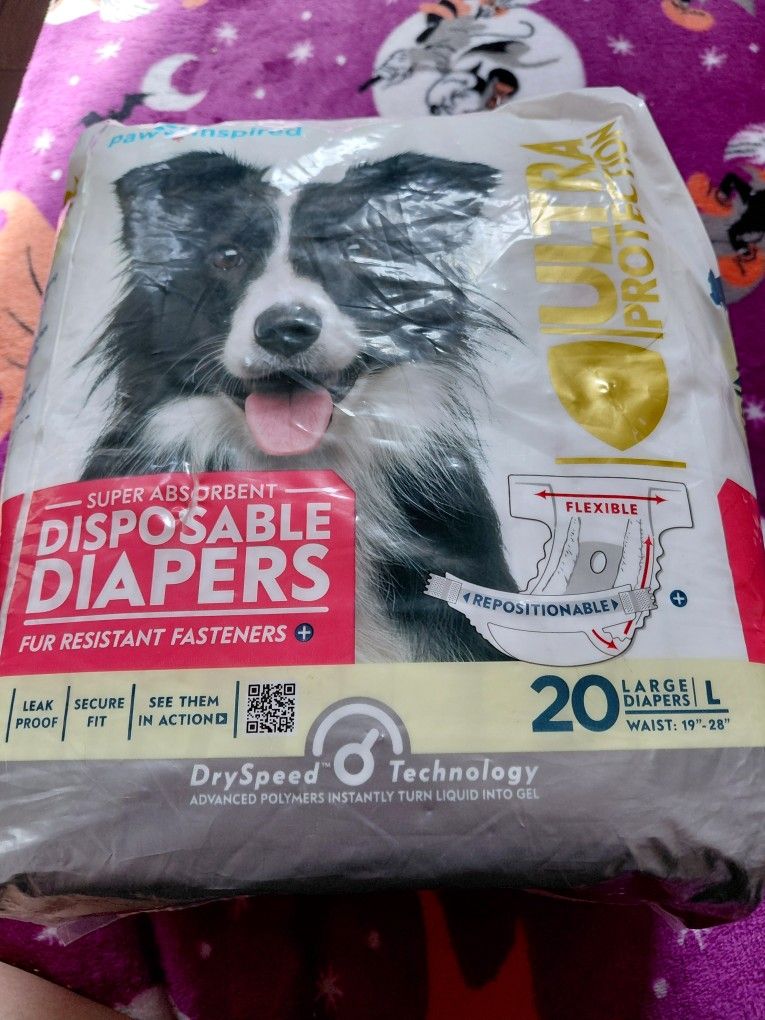 paw inspired
ULTRA
PROTECTION
SUPER ABSORBENT
DISPOSABLE
DIAPERS
FUR RESISTANT FASTENERS +
FLEXIBLE
REPOSITIONABLE
+
LEAK
PROOF
SECURE
FIT
SEE THEM
IN ACTION
20 LARGE
DIAPERS L
WAIST: 19"-28"
DrySpeed™ Technology
ADVANCED POLYMERS INSTANTLY TURN LIQUID INTO GEL